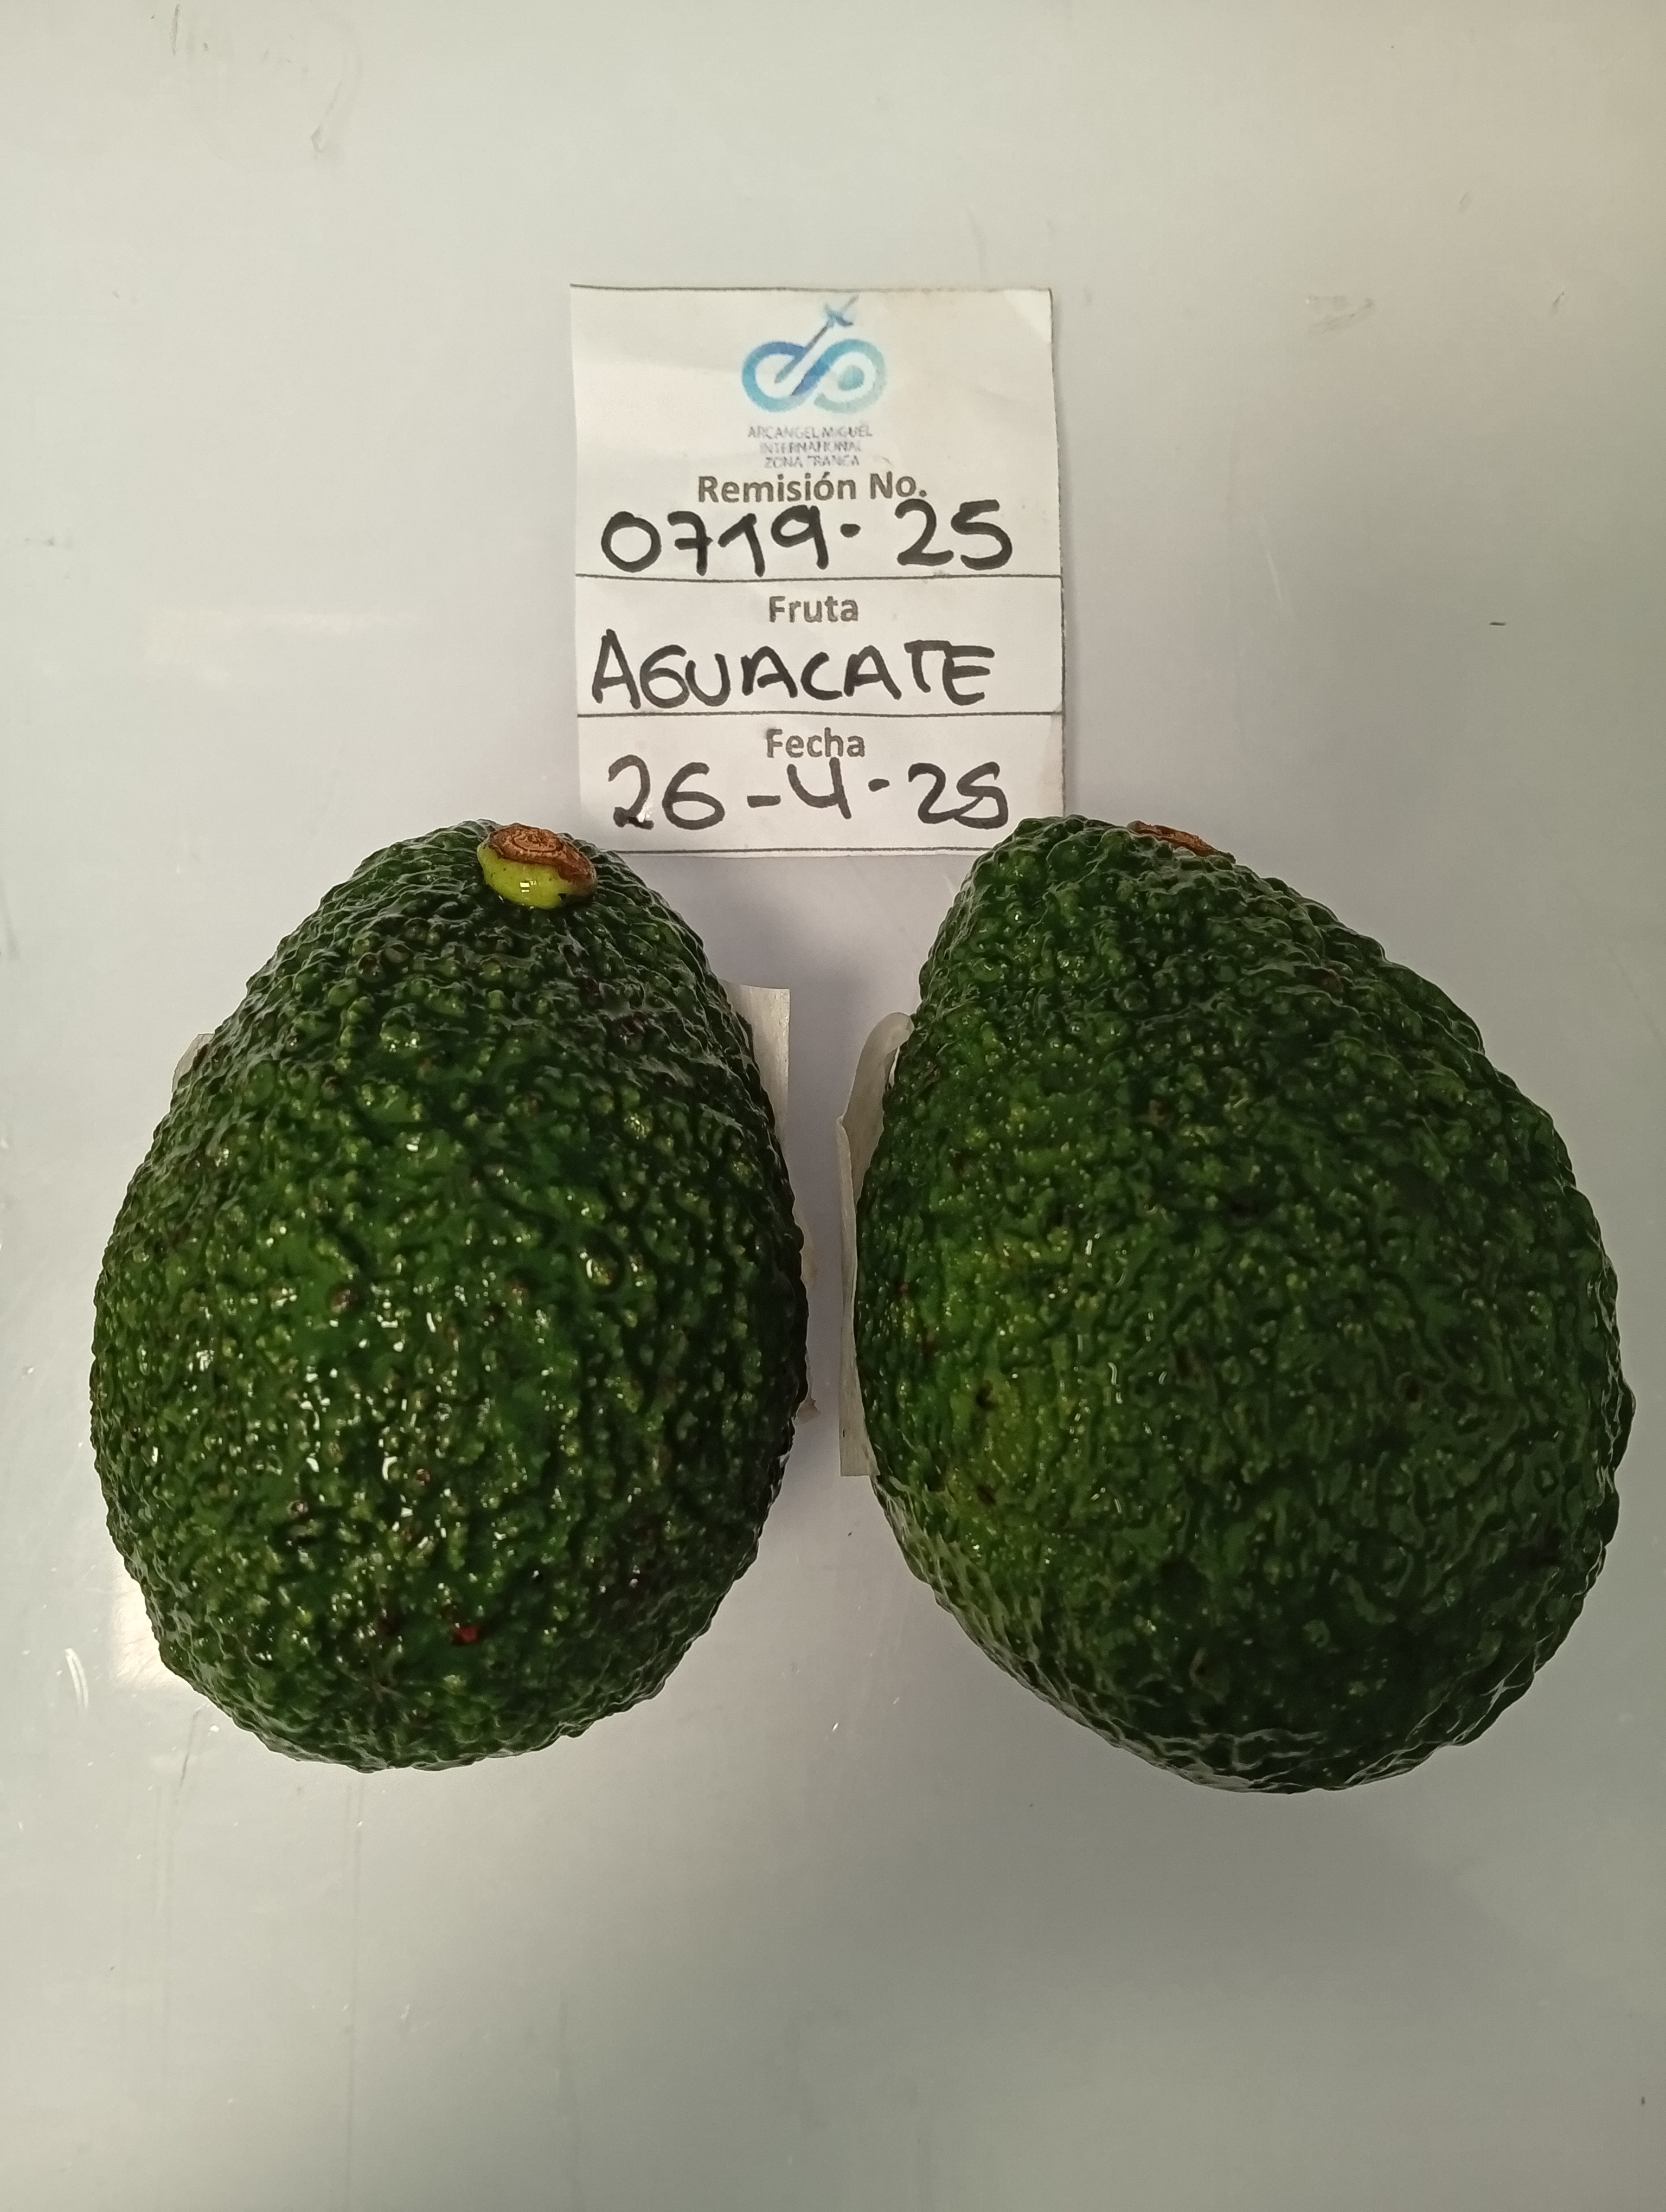 ARCANGEL MIGUEL
INTERNATIONAL
ZONA FRANCA
Remisión No.
0719-25
Fruta
AGUACATE
Fecha
26-4-25